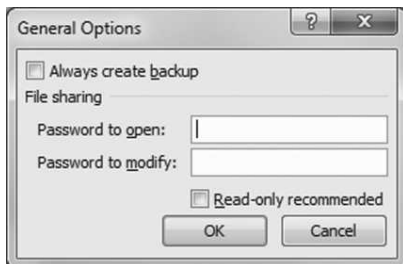 General Options
Always create backup
File sharing
Password to open:
Password to modify:
Read-only recommended
OK
Cancel